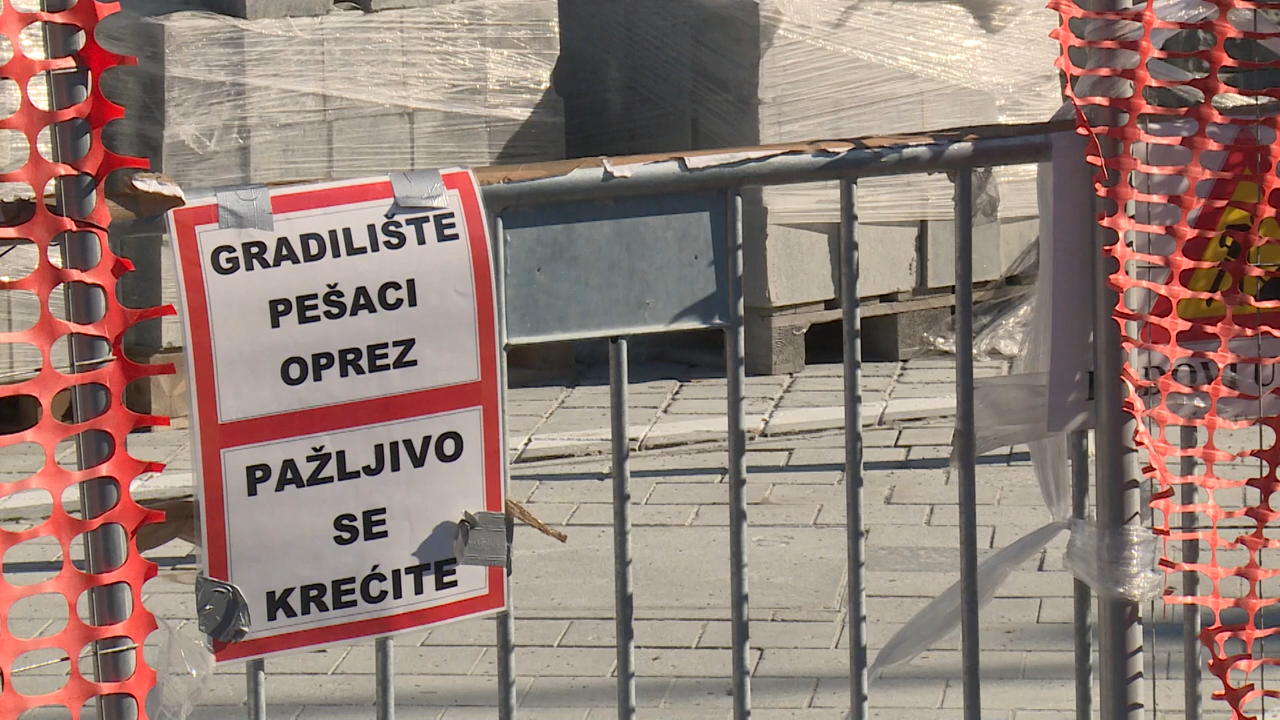 GRADILIŠTE
PEŠACI
OPREZ
PAŽLJIVO
SE
KREĆITE